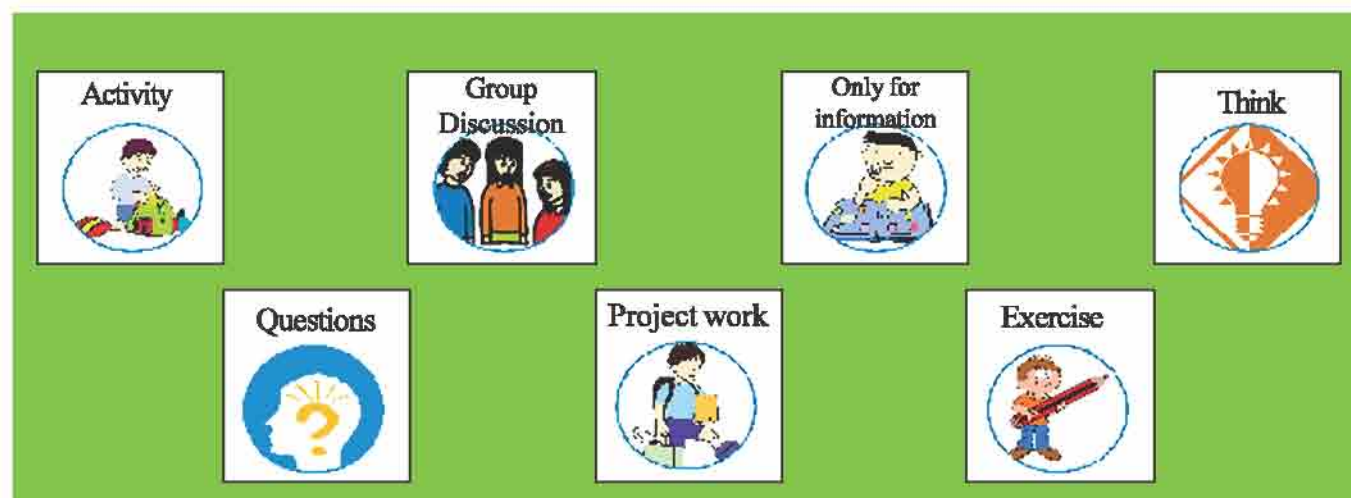 Activity
Group
Discussion
Only for
information
Think
Questions
Project work
Exercise